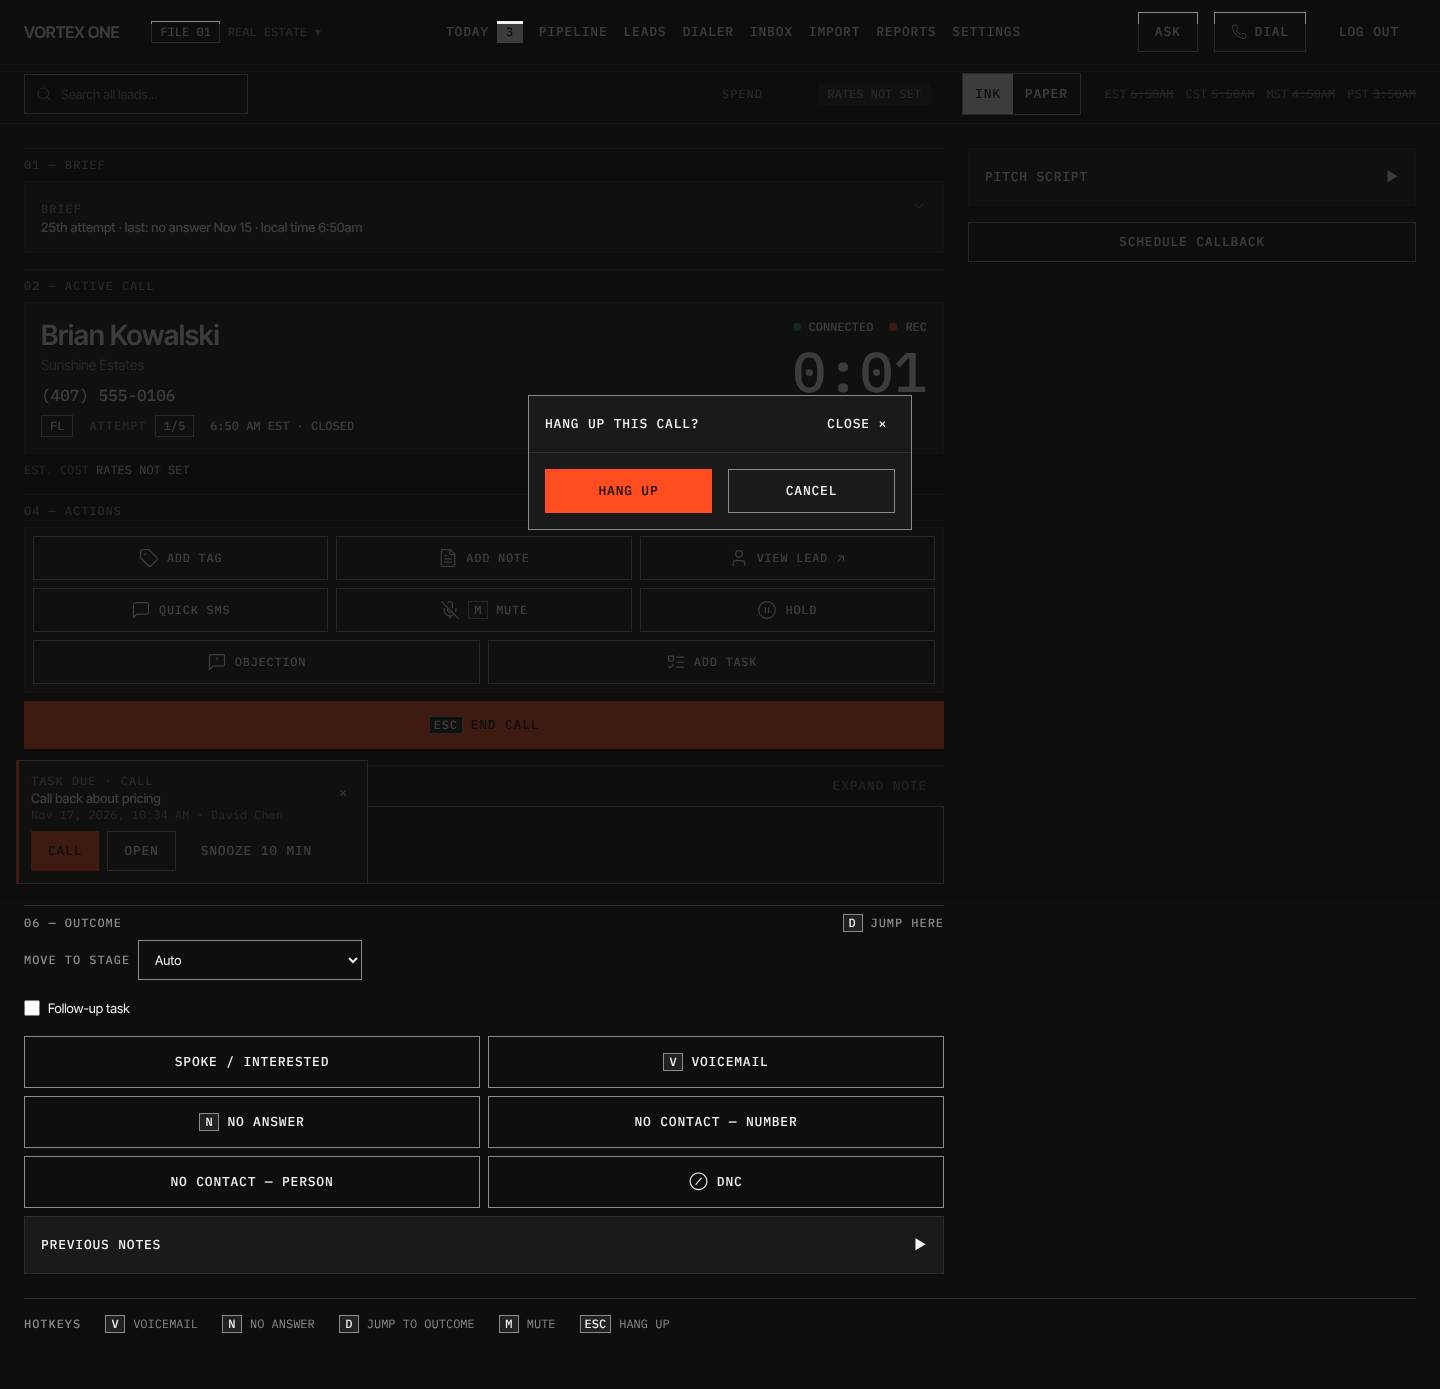 VORTEX ONE
FILE 01 REAL ESTATE ▾
TODAY 3 PIPELINE LEADS DIALER INBOX IMPORT REPORTS SETTINGS
ASK DIAL LOG OUT
Search all leads...
SPEND RATES NOT SET
INK PAPER
EST 6:50AM CST 5:50AM MST 4:50AM PST 3:50AM
01 — BRIEF
BRIEF
25th attempt · last: no answer Nov 15 · local time 6:50am
PITCH SCRIPT ▶
SCHEDULE CALLBACK
02 — ACTIVE CALL
Brian Kowalski
Sunshine Estates
(407) 555-0106
FL ATTEMPT 1/5 6:50 AM EST · CLOSED
CONNECTED REC
0:01
EST. COST RATES NOT SET
HANG UP THIS CALL? CLOSE ×
HANG UP CANCEL
04 — ACTIONS
ADD TAG ADD NOTE VIEW LEAD ↗
QUICK SMS M MUTE HOLD
OBJECTION ADD TASK
ESC END CALL
TASK DUE · CALL ×
Call back about pricing
Nov 17, 2026, 10:34 AM · David Chen
CALL OPEN SNOOZE 10 MIN
EXPAND NOTE
06 — OUTCOME D JUMP HERE
MOVE TO STAGE Auto
Follow-up task
SPOKE / INTERESTED V VOICEMAIL
N NO ANSWER NO CONTACT — NUMBER
NO CONTACT — PERSON DNC
PREVIOUS NOTES ▶
HOTKEYS V VOICEMAIL N NO ANSWER D JUMP TO OUTCOME M MUTE ESC HANG UP